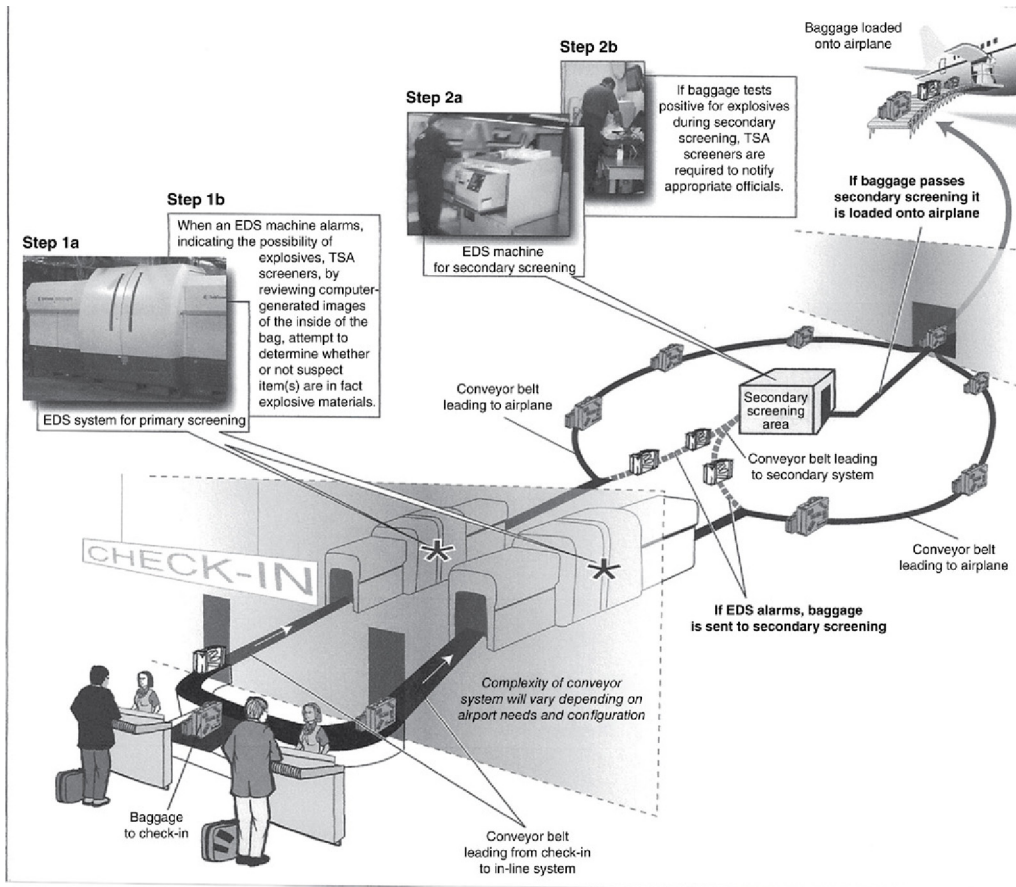 Baggage loaded
onto airplane
Step 2b
If baggage tests
positive for explosives
during secondary
screening, TSA
screeners are
required to notify
appropriate officials.
Step 2a
EDS machine
for secondary screening
If baggage passes
secondary screening it
is loaded onto airplane
Step 1b
When an EDS machine alarms,
indicating the possibility of
explosives, TSA
screeners, by
reviewing computer-
generated images
of the inside of the
bag, attempt to
determine whether
or not suspect
item(s) are in fact
explosive materials.
Step 1a
EDS system for primary screening
Conveyor belt
leading to airplane
Secondary
screening
area
Conveyor belt leading
to secondary system
Conveyor belt
leading to airplane
If EDS alarms, baggage
is sent to secondary screening
CHECK-IN
Complexity of conveyor
system will vary depending on
airport needs and configuration
Baggage
to check-in
Conveyor belt
leading from check-in
to in-line system